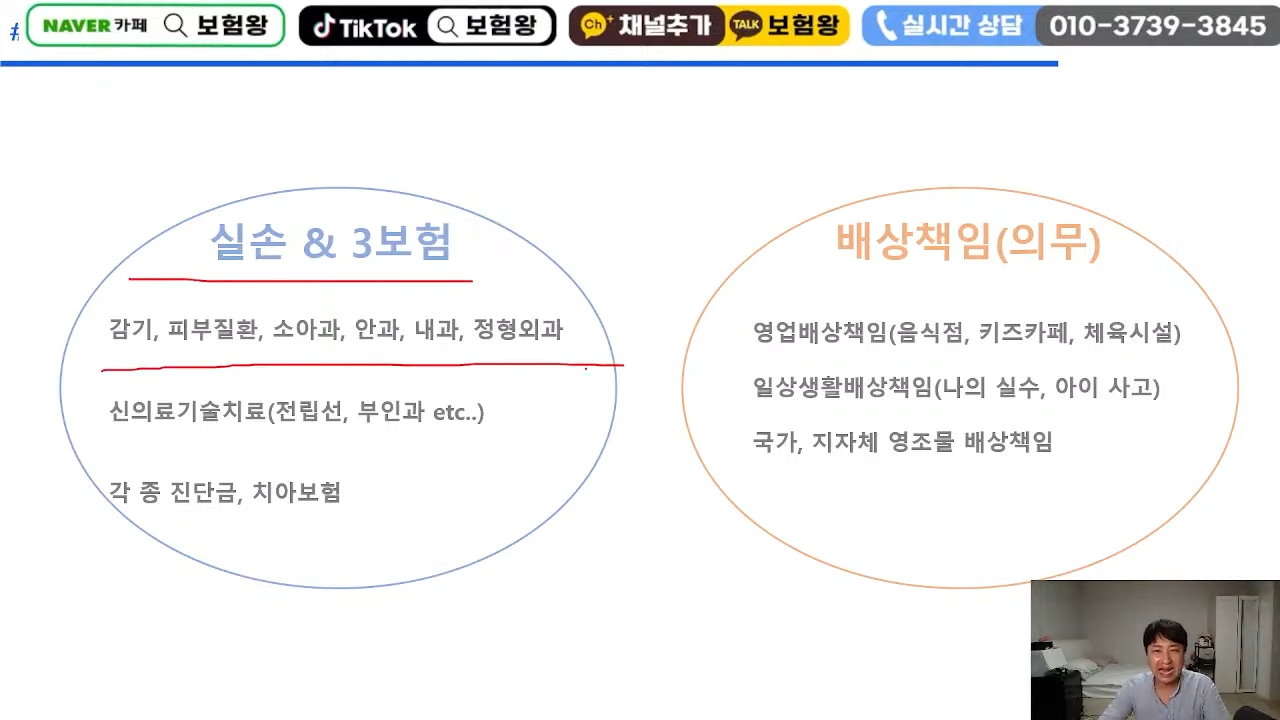 #
NAVER 카페 보험왕
TikTok 보험왕
Ch+ 채널추가 TALK 보험왕
실시간 상담 010-3739-3845
실손 & 3보험
감기, 피부질환, 소아과, 안과, 내과, 정형외과
신의료기술치료(전립선, 부인과 etc..)
각 종 진단금, 치아보험
배상책임(의무)
영업배상책임(음식점, 키즈카페, 체육시설)
일상생활배상책임(나의 실수, 아이 사고)
국가, 지자체 영조물 배상책임